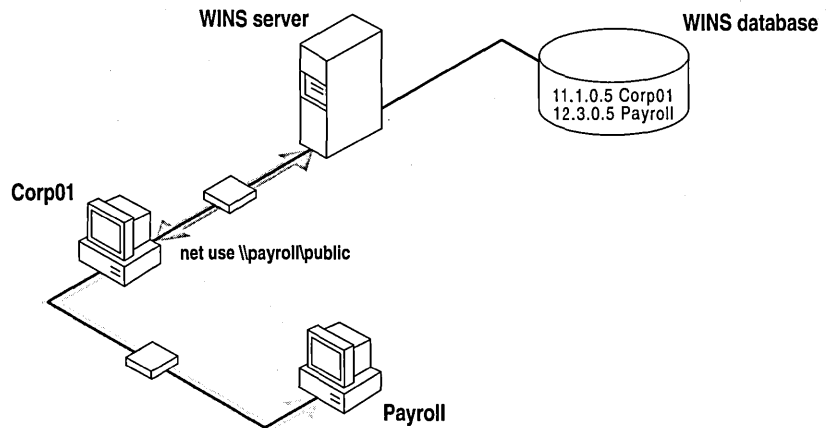 WINS server
WINS database
11.1.0.5 Corp01
12.3.0.5 Payroll
Corp01
net use \\payroll\public
Payroll